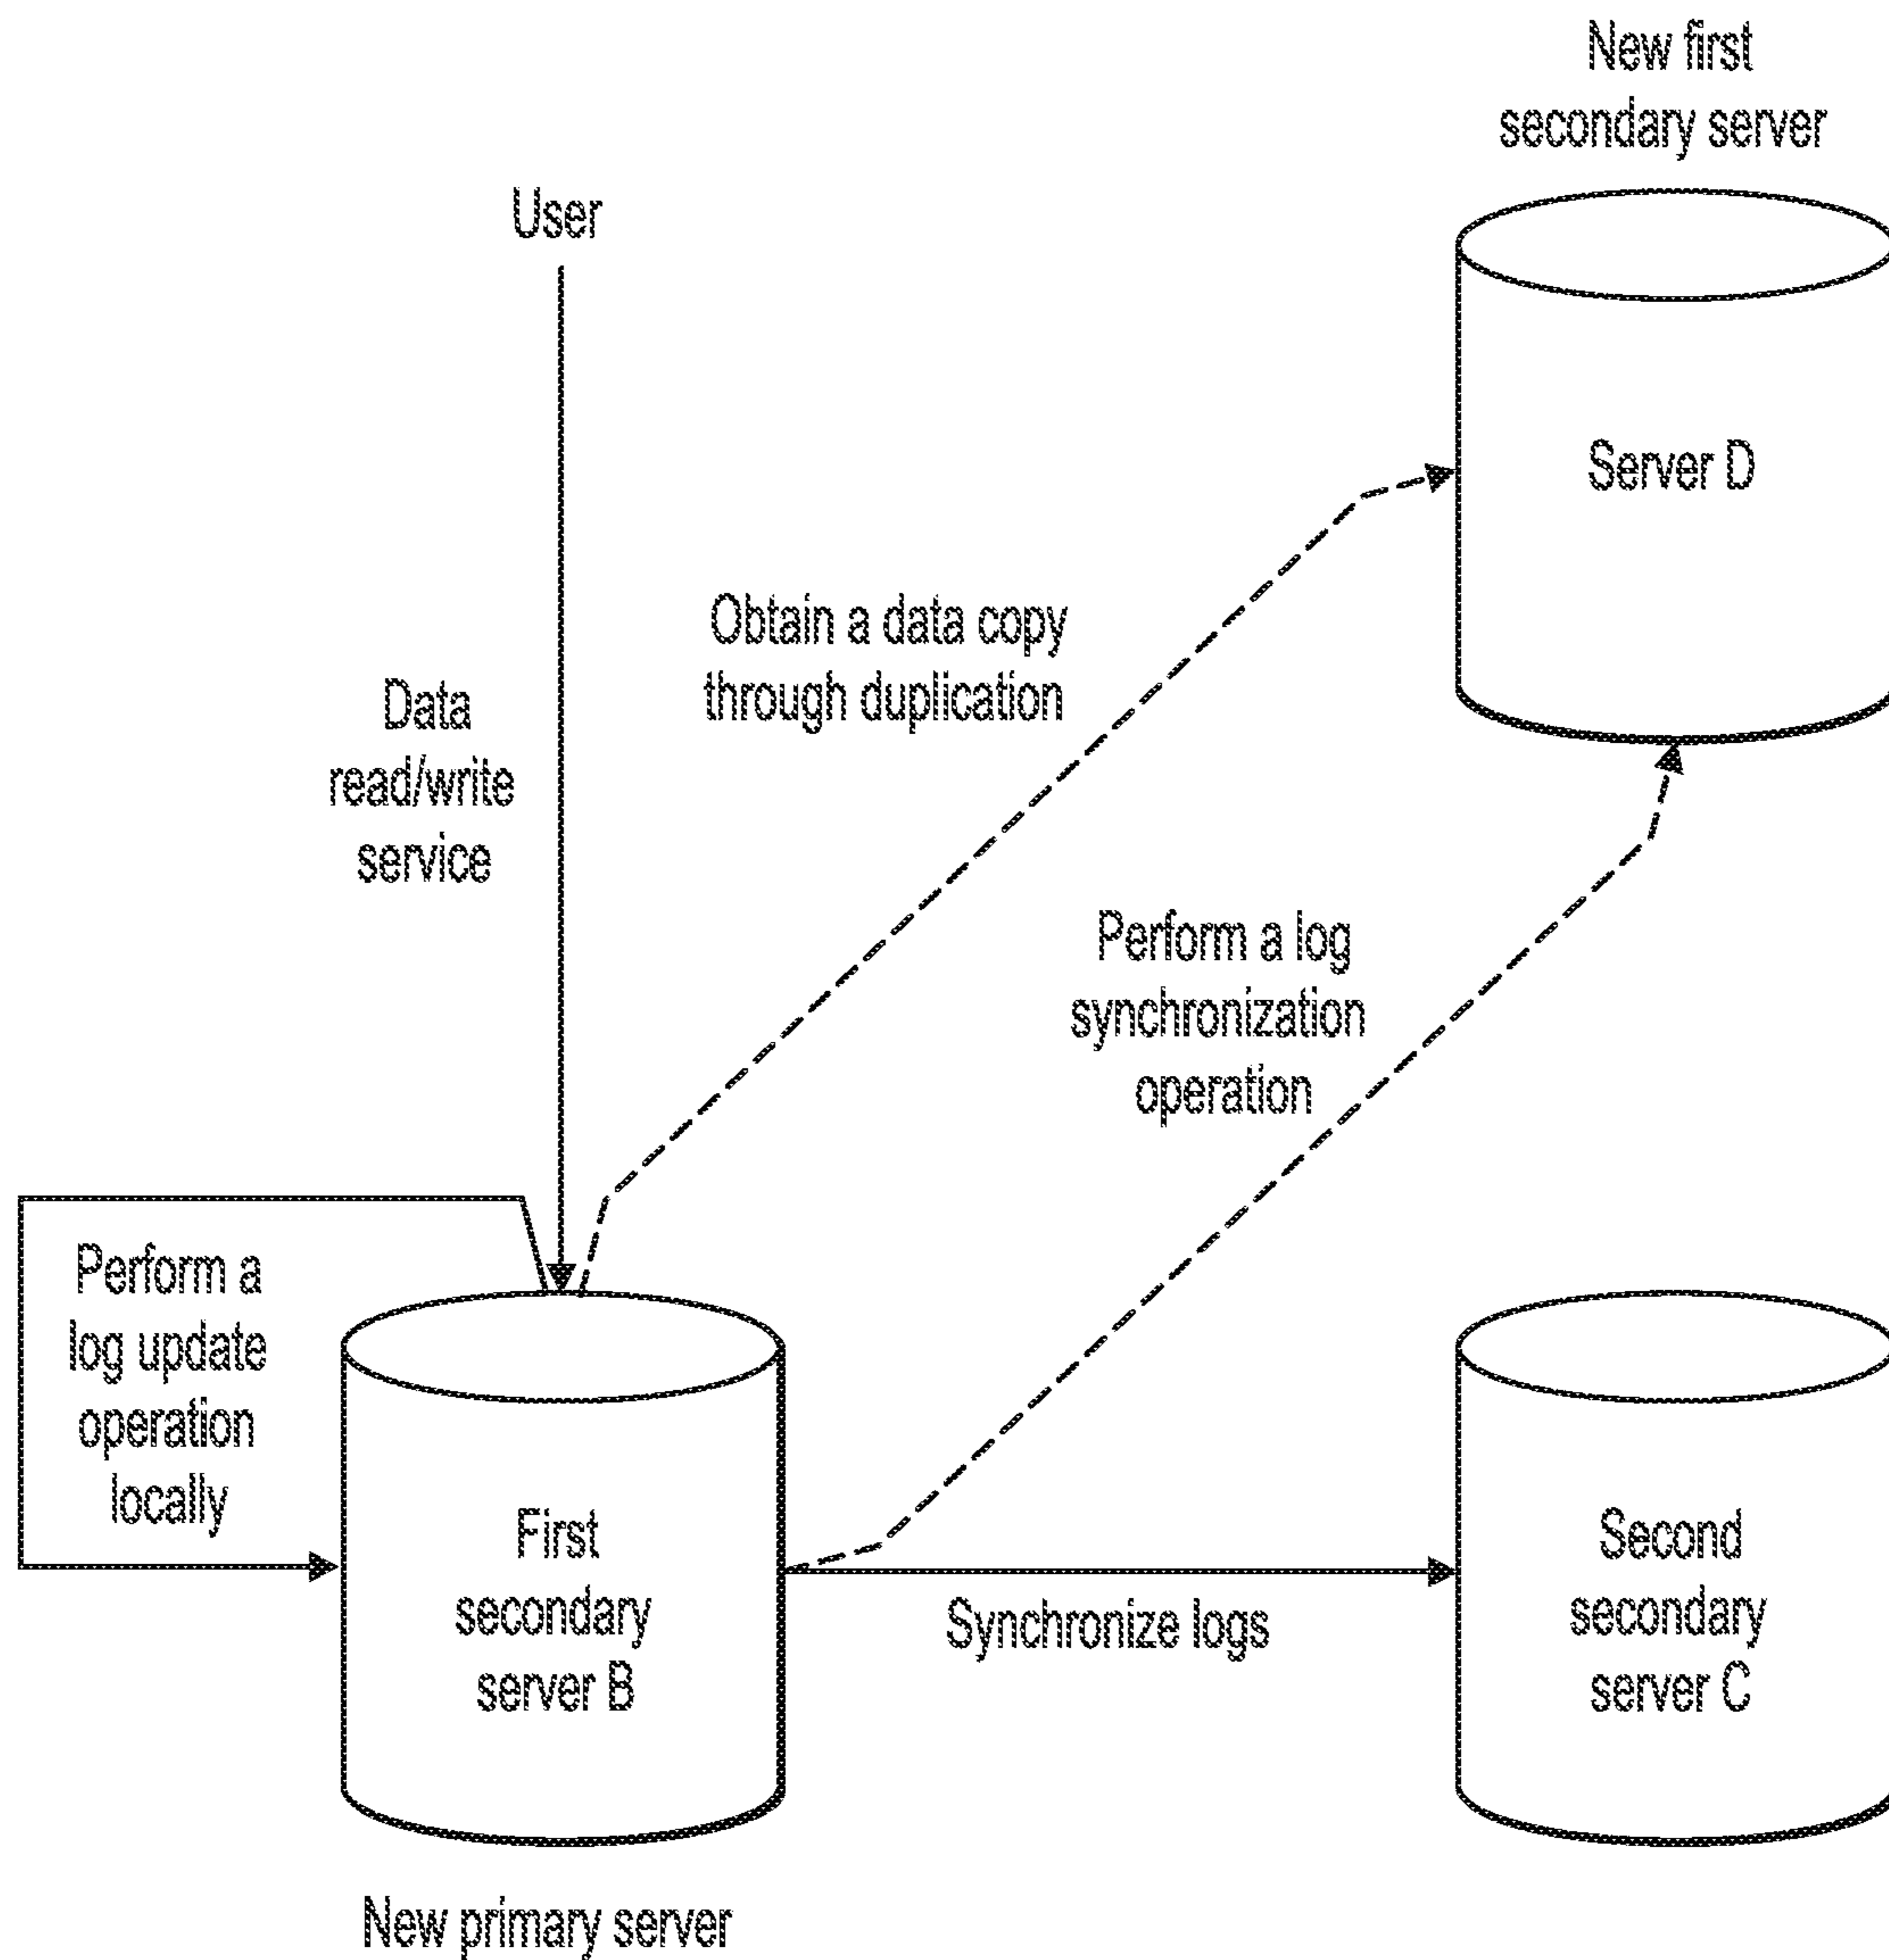 New first
secondary server
User
Server D
Obtain a data copy
through duplication
Data
read/write
service
Perform a log
synchronization
operation
Perform a
log update
operation
locally
First
secondary
server B
Synchronize logs
Second
secondary
server C
New primary server